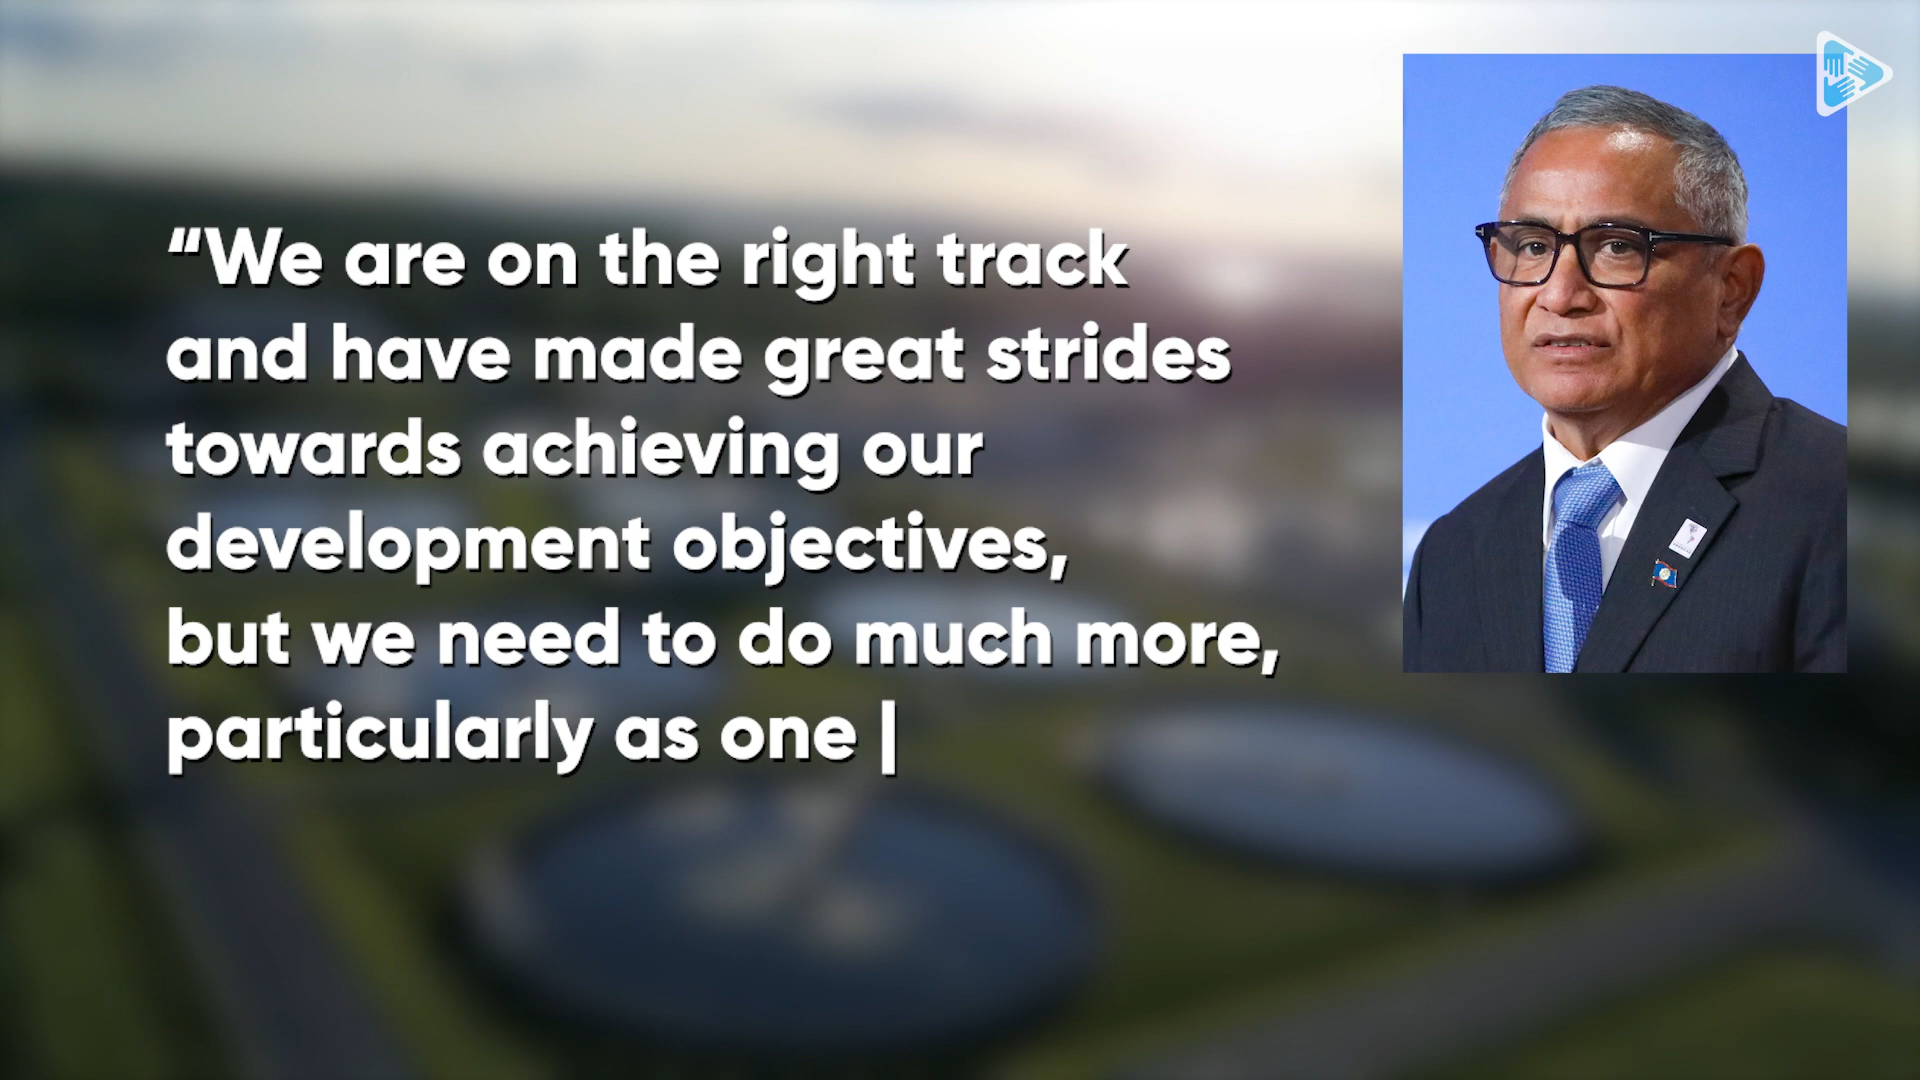 “We are on the right track
and have made great strides
towards achieving our
development objectives,
but we need to do much more,
particularly as one |